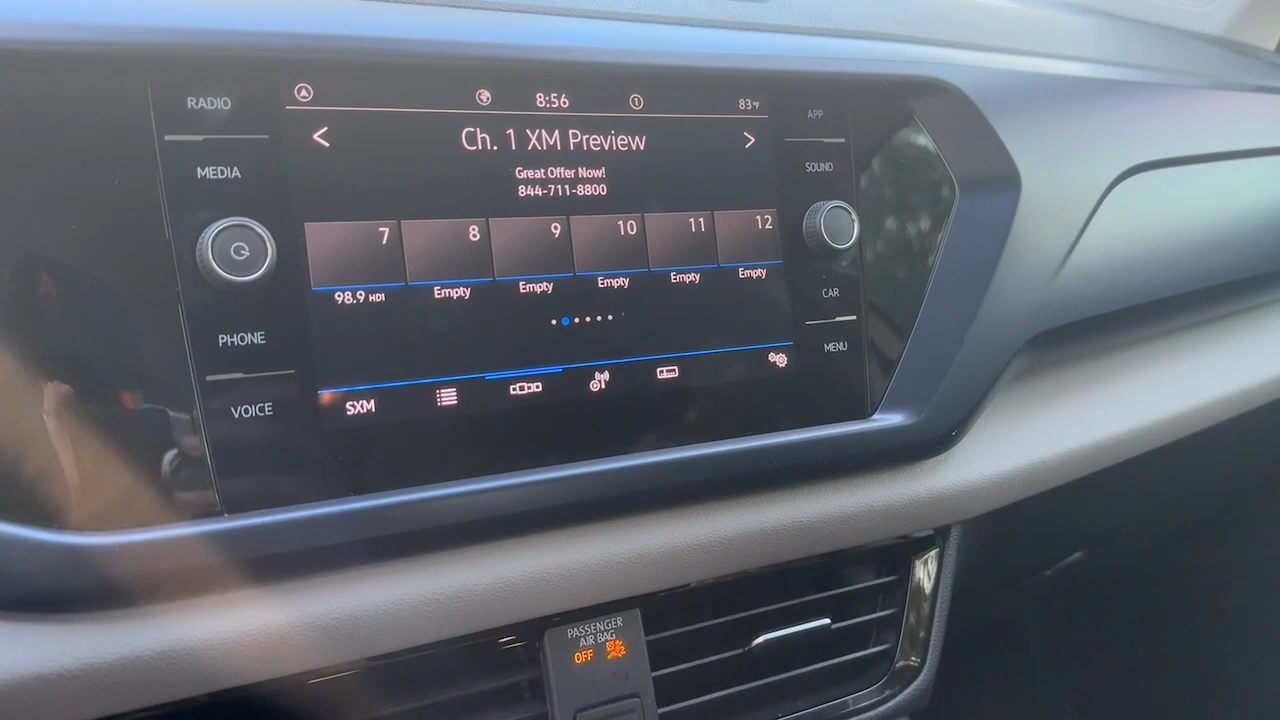 RADIO
MEDIA
PHONE
VOICE
8:56
1
83°F
< Ch. 1 XM Preview >
Great Offer Now!
844-711-8800
7 8 9 10 11 12
98.9 HD1 Empty Empty Empty Empty Empty
SXM
APP
SOUND
CAR
MENU
PASSENGER
AIR BAG
OFF